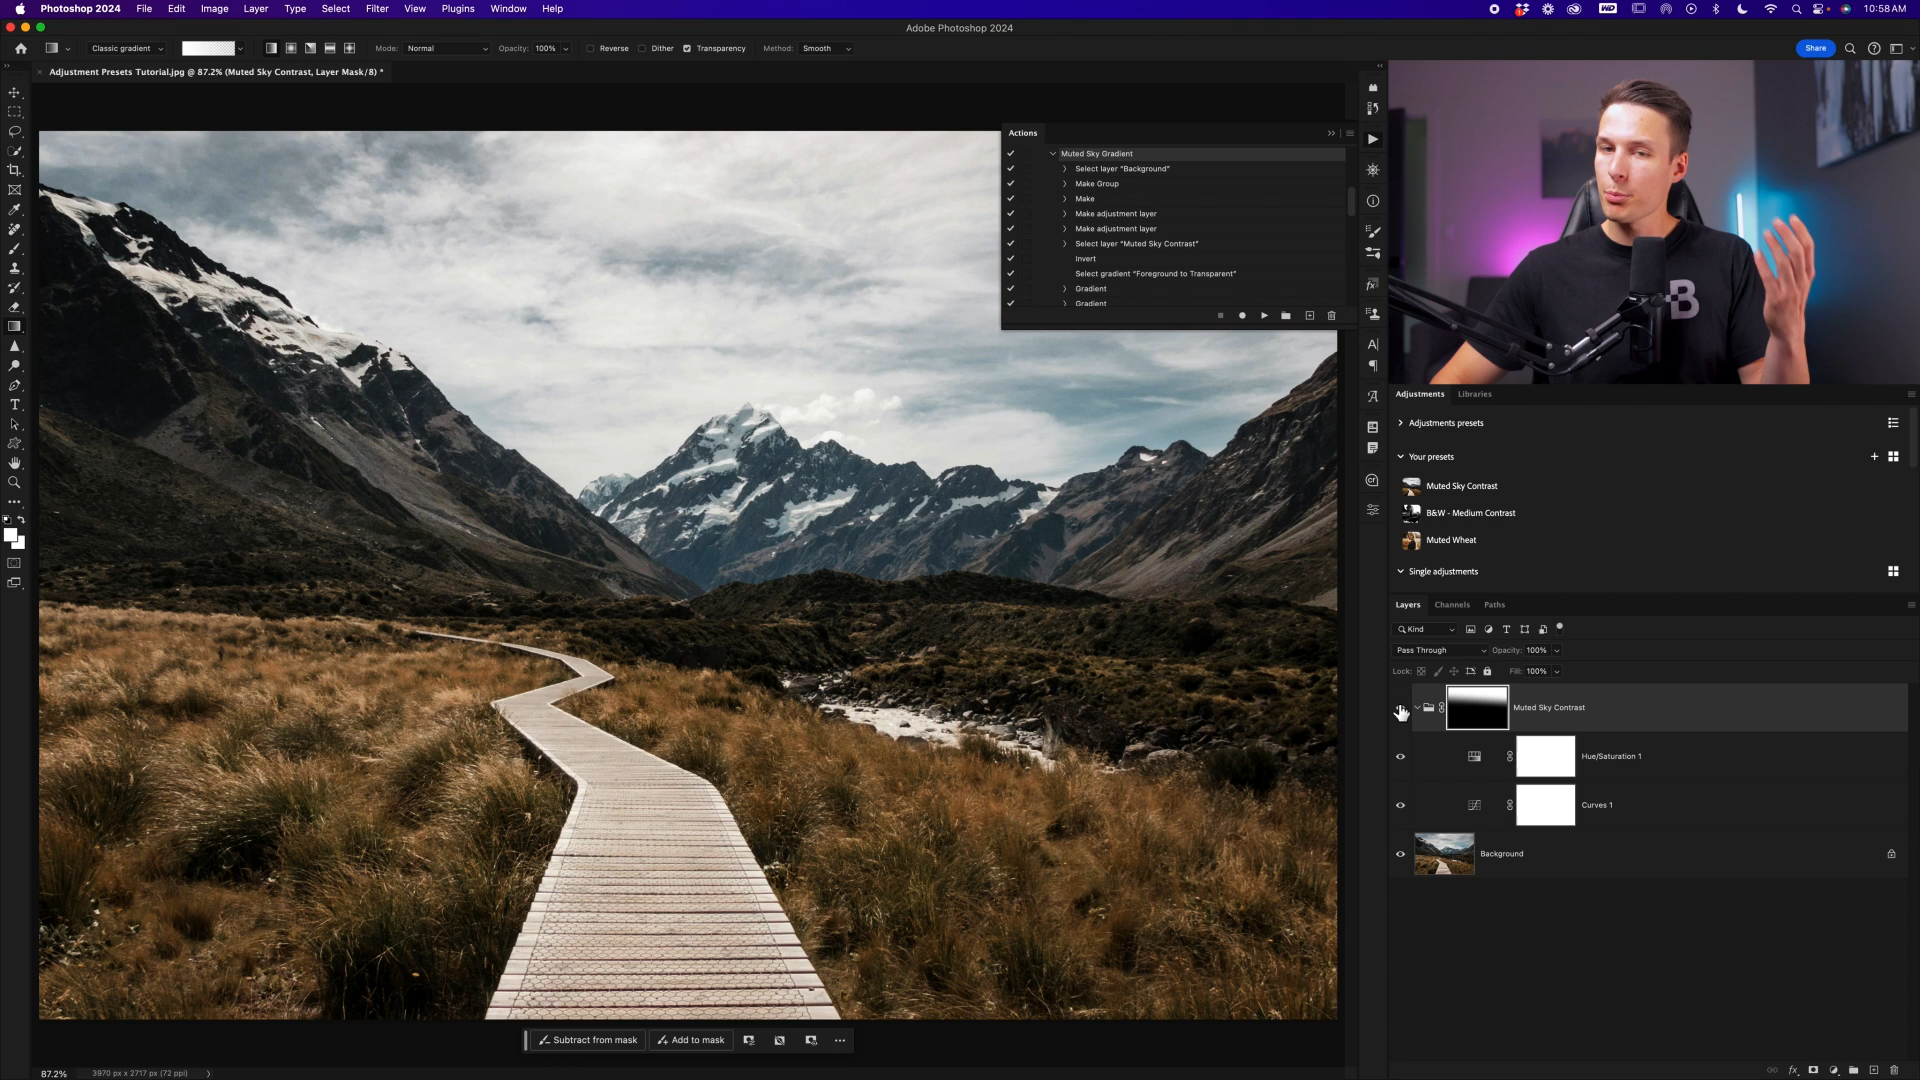 Photoshop 2024 File Edit Image Layer Type Select Filter View Plugins Window Help 10:58 AM
Adobe Photoshop 2024
Classic gradient Mode: Normal Opacity: 100% Reverse Dither Transparency Method: Smooth Share
Adjustment Presets Tutorial.jpg @ 87.2% (Muted Sky Contrast, Layer Mask/8) *
Actions
Muted Sky Gradient
Select layer "Background"
Make Group
Make
Make adjustment layer
Make adjustment layer
Select layer "Muted Sky Contrast"
Invert
Select gradient "Foreground to Transparent"
Gradient
Gradient
B
Adjustments Libraries
Adjustments presets
Your presets
Muted Sky Contrast
B&W - Medium Contrast
Muted Wheat
Single adjustments
Layers Channels Paths
Kind
Pass Through Opacity: 100%
Lock: Fill: 100%
Muted Sky Contrast
Hue/Saturation 1
Curves 1
Background
Subtract from mask Add to mask
87.2% 3970 px x 2717 px (72 ppi)